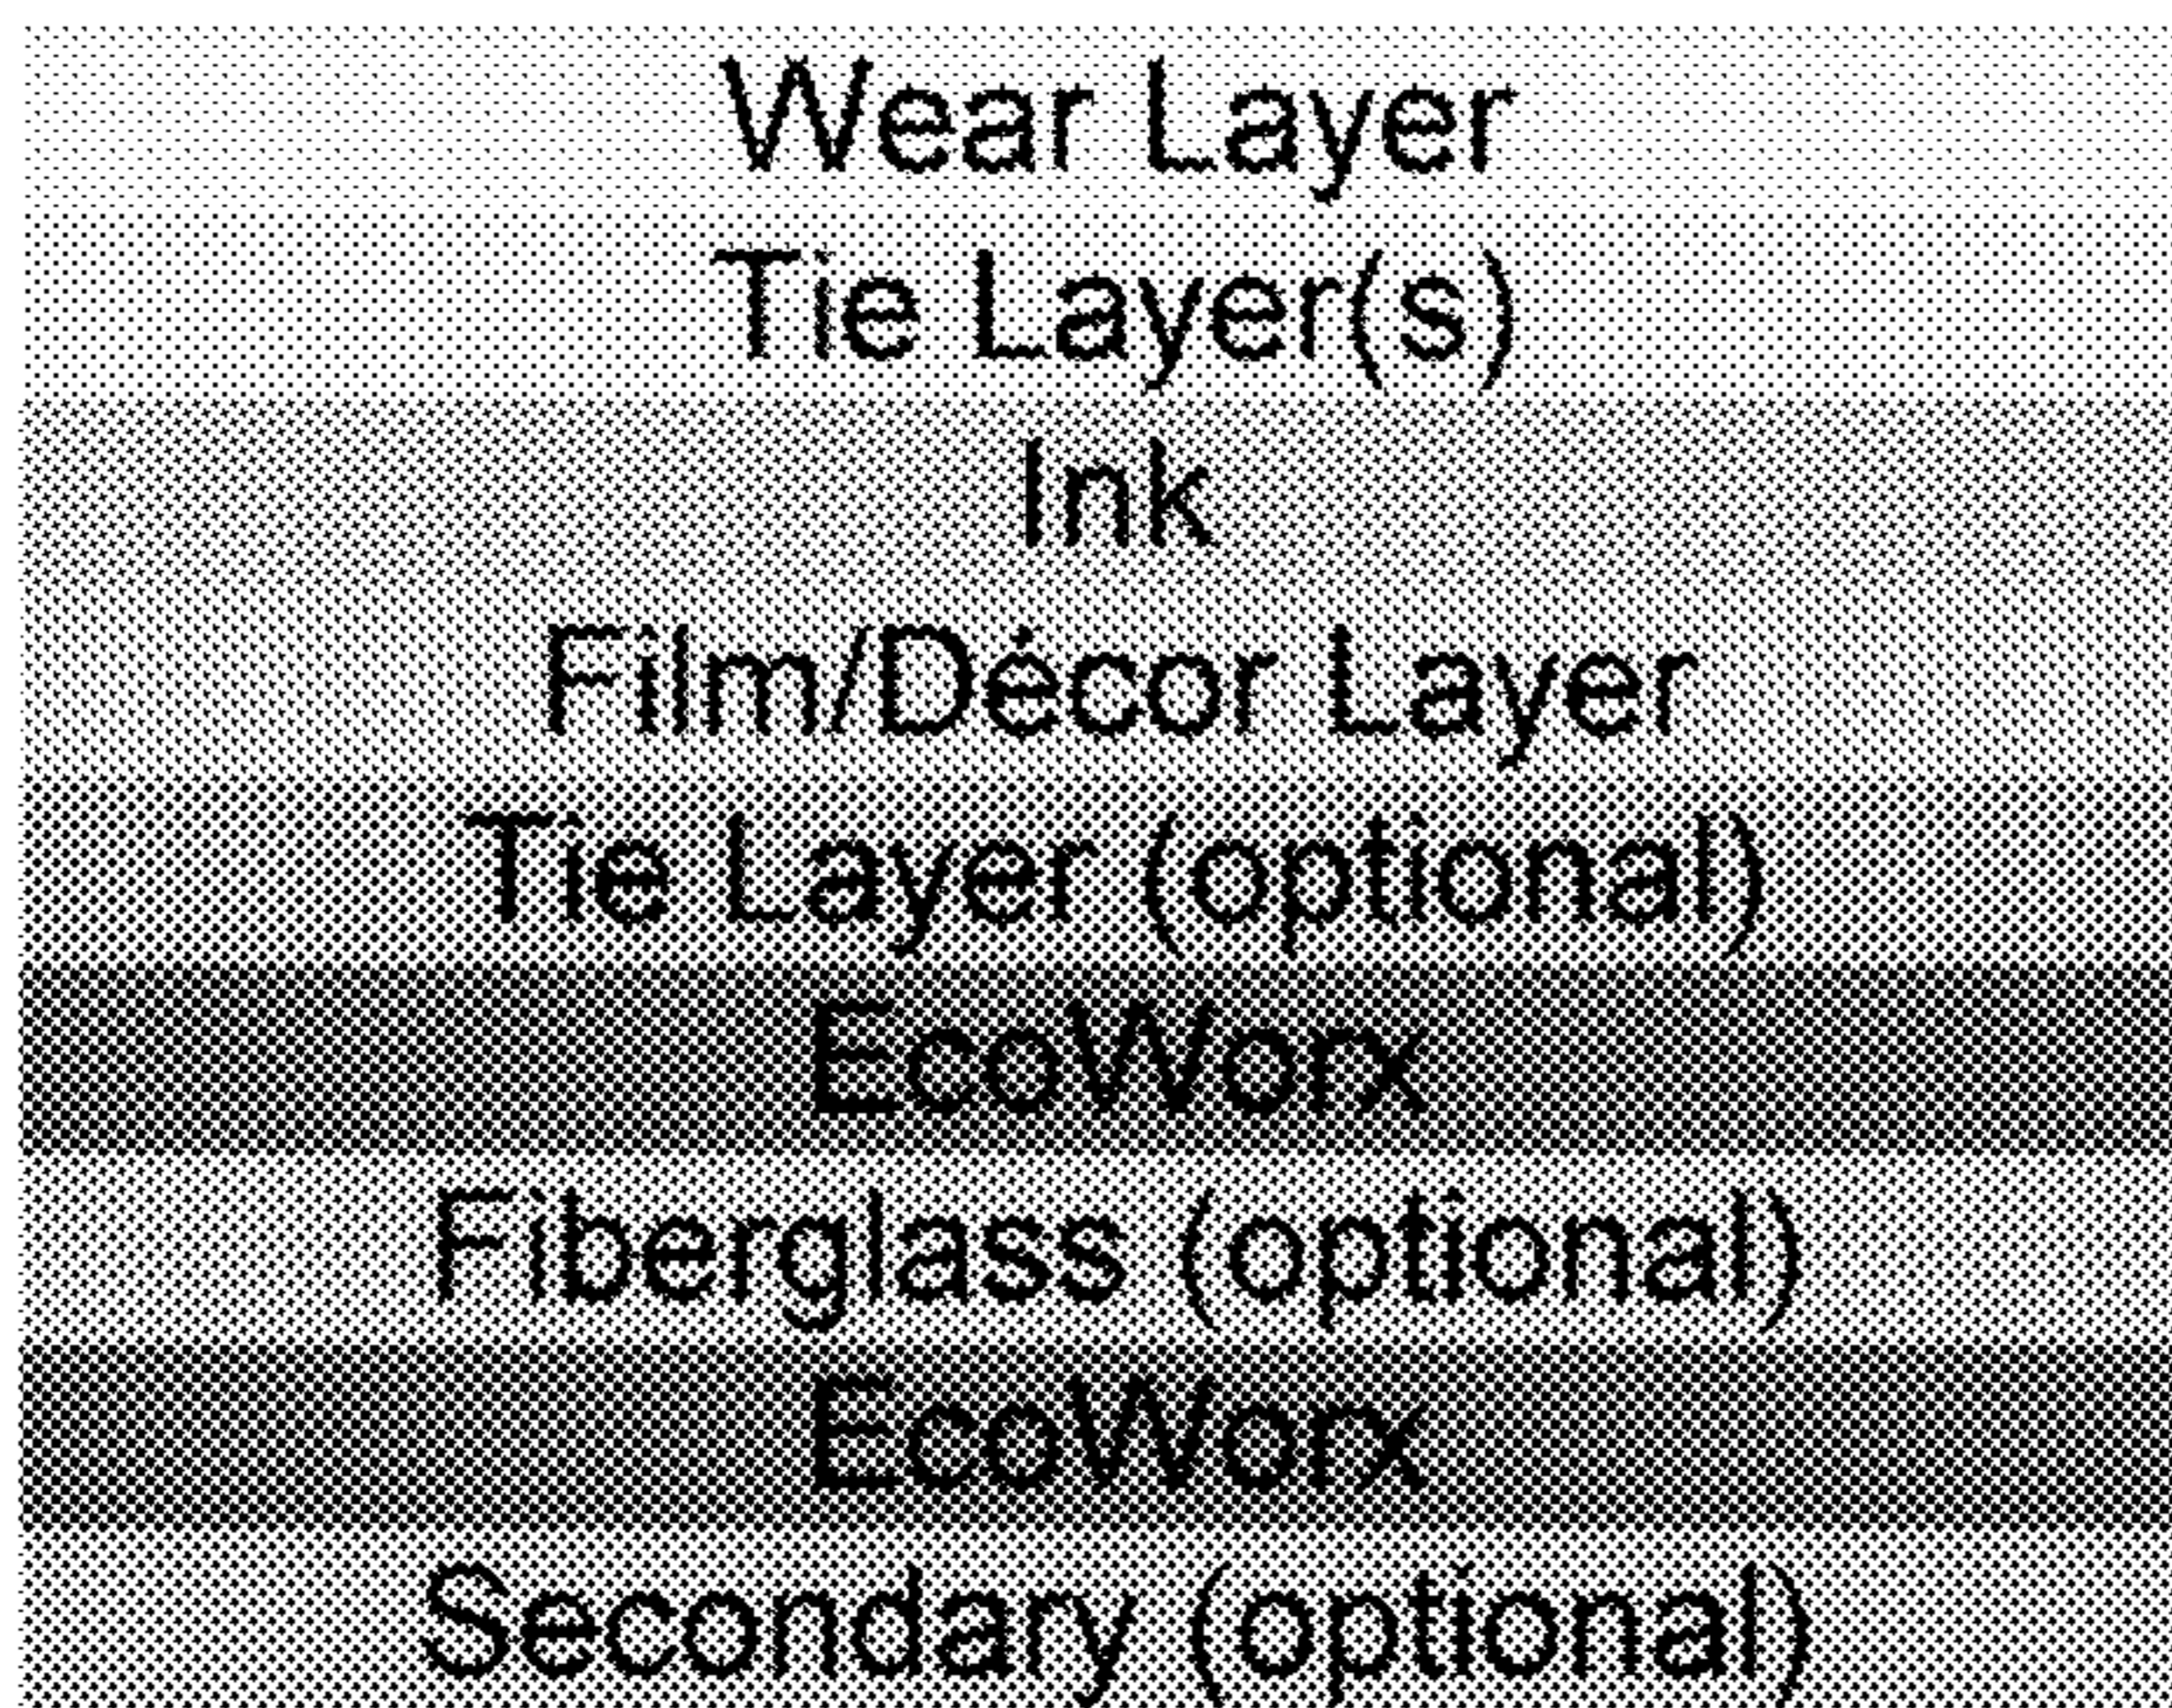 Wear Layer
Tie Layer(s)
Ink
Film/Décor Layer
Tie Layer (optional)
EcoWorx
Fiberglass (optional)
EcoWorx
Secondary (optional)